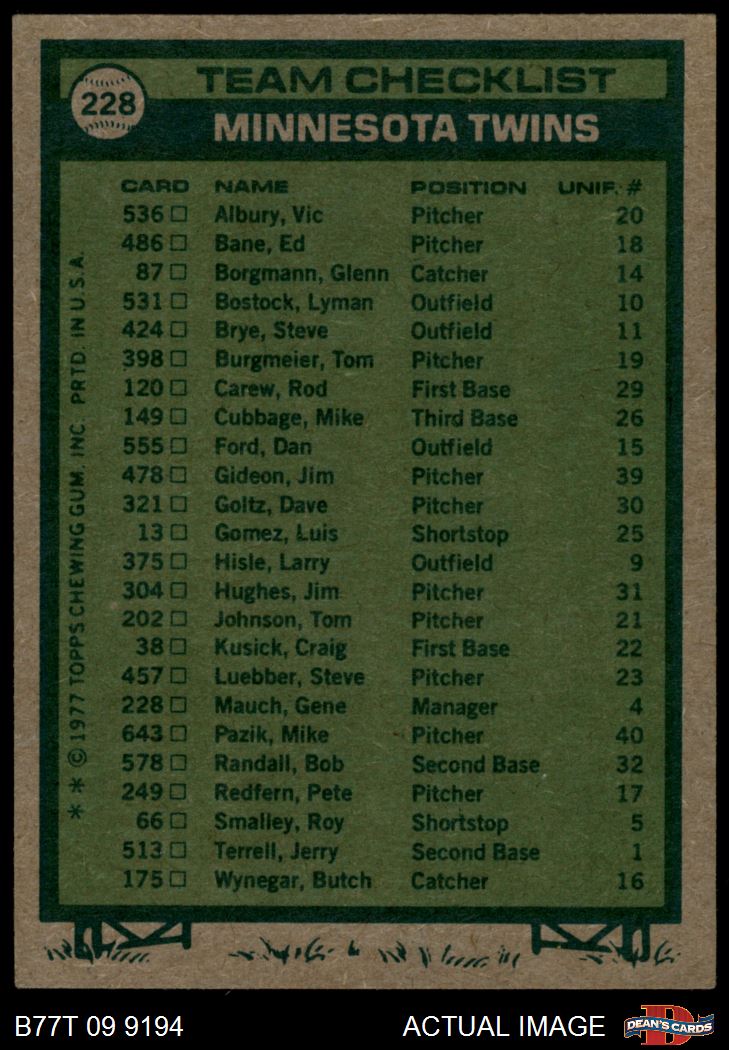 228
TEAM CHECKLIST
MINNESOTA TWINS
CARD NAME POSITION UNIF. #
536 Albury, Vic Pitcher 20
486 Bane, Ed Pitcher 18
87 Borgmann, Glenn Catcher 14
531 Bostock, Lyman Outfield 10
424 Brye, Steve Outfield 11
398 Burgmeier, Tom Pitcher 19
120 Carew, Rod First Base 29
149 Cubbage, Mike Third Base 26
555 Ford, Dan Outfield 15
478 Gideon, Jim Pitcher 39
321 Goltz, Dave Pitcher 30
13 Gomez, Luis Shortstop 25
375 Hisle, Larry Outfield 9
304 Hughes, Jim Pitcher 31
202 Johnson, Tom Pitcher 21
38 Kusick, Craig First Base 22
457 Luebber, Steve Pitcher 23
228 Mauch, Gene Manager 4
643 Pazik, Mike Pitcher 40
578 Randall, Bob Second Base 32
249 Redfern, Pete Pitcher 17
66 Smalley, Roy Shortstop 5
513 Terrell, Jerry Second Base 1
175 Wynegar, Butch Catcher 16
* * © 1977 TOPPS CHEWING GUM, INC. PRTD. IN U.S.A.
B77T 09 9194 ACTUAL IMAGE
D
DEAN'S CARDS